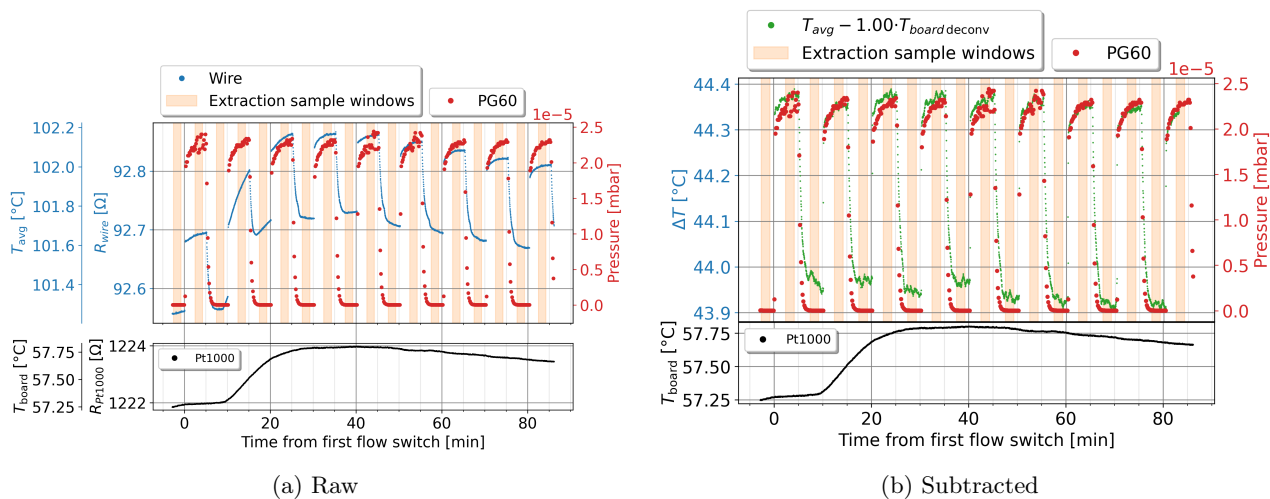 Wire
Extraction sample windows
PG60
1e−5
102.2
102.0
101.8
101.6
101.4
T_avg [°C]
92.8
92.7
92.6
R_wire [Ω]
2.5
2.0
1.5
1.0
0.5
0.0
Pressure [mbar]
57.75
57.50
57.25
T_board [°C]
1224
1222
R_Pt1000 [Ω]
Pt1000
0 20 40 60 80
Time from first flow switch [min]
(a) Raw
T_avg − 1.00·T_board deconv
Extraction sample windows
PG60
1e−5
44.4
44.3
44.2
44.1
44.0
43.9
ΔT [°C]
2.5
2.0
1.5
1.0
0.5
0.0
Pressure [mbar]
57.75
57.50
57.25
T_board [°C]
Pt1000
0 20 40 60 80
Time from first flow switch [min]
(b) Subtracted